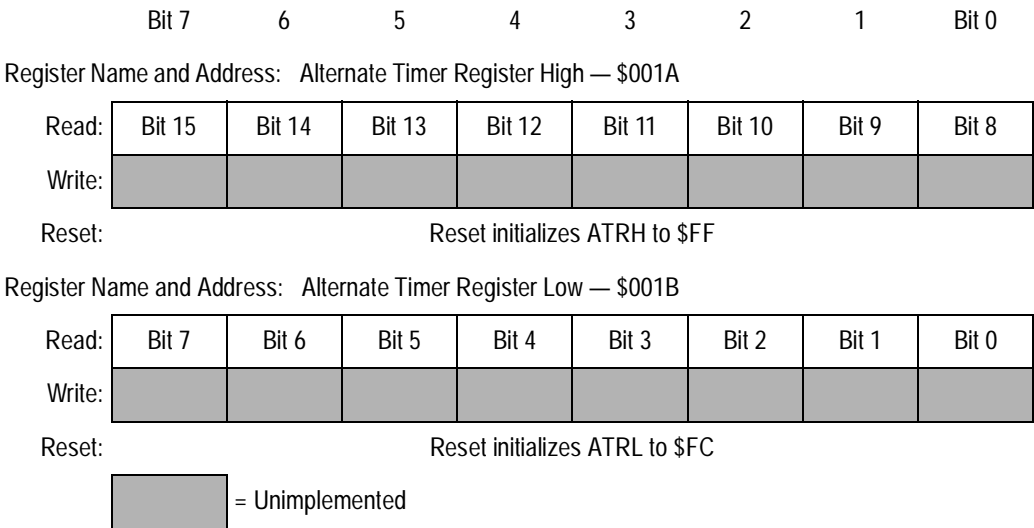 Bit 7 6 5 4 3 2 1 Bit 0
Register Name and Address: Alternate Timer Register High — $001A
Read: Bit 15 Bit 14 Bit 13 Bit 12 Bit 11 Bit 10 Bit 9 Bit 8
Write:
Reset: Reset initializes ATRH to $FF
Register Name and Address: Alternate Timer Register Low — $001B
Read: Bit 7 Bit 6 Bit 5 Bit 4 Bit 3 Bit 2 Bit 1 Bit 0
Write:
Reset: Reset initializes ATRL to $FC
= Unimplemented